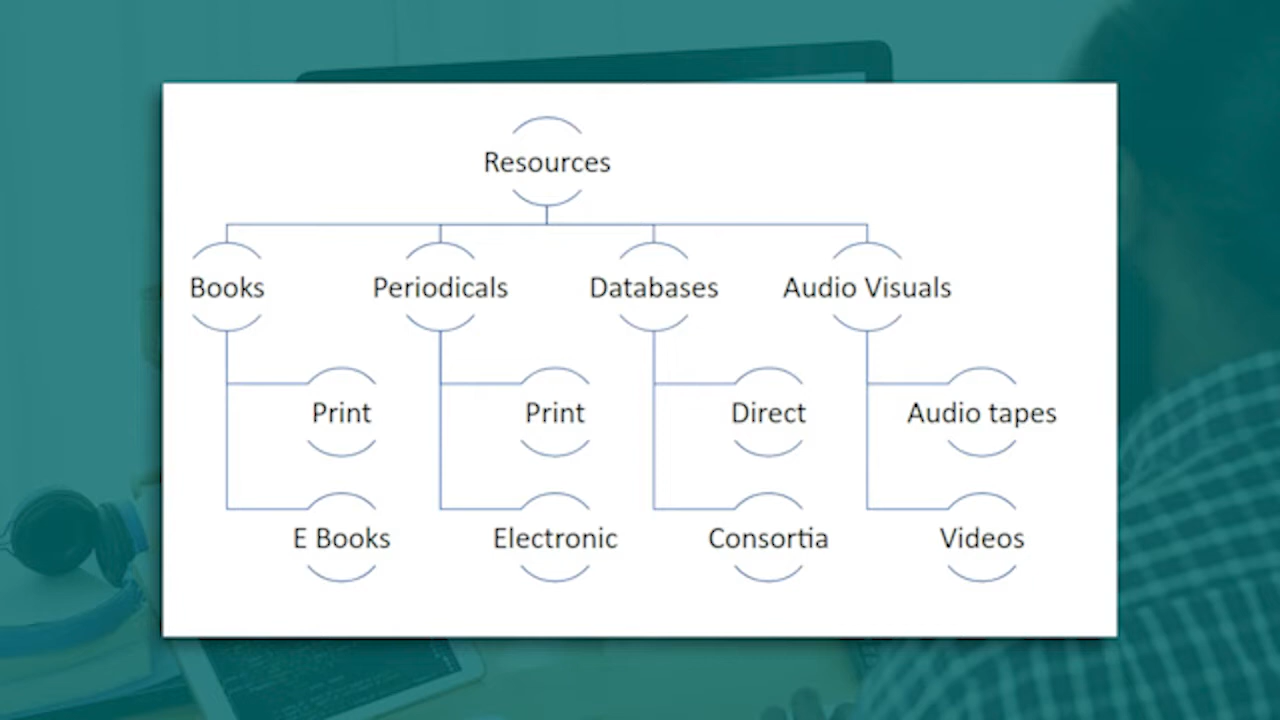 Resources
Books Periodicals Databases Audio Visuals
Print Print Direct Audio tapes
E Books Electronic Consortia Videos